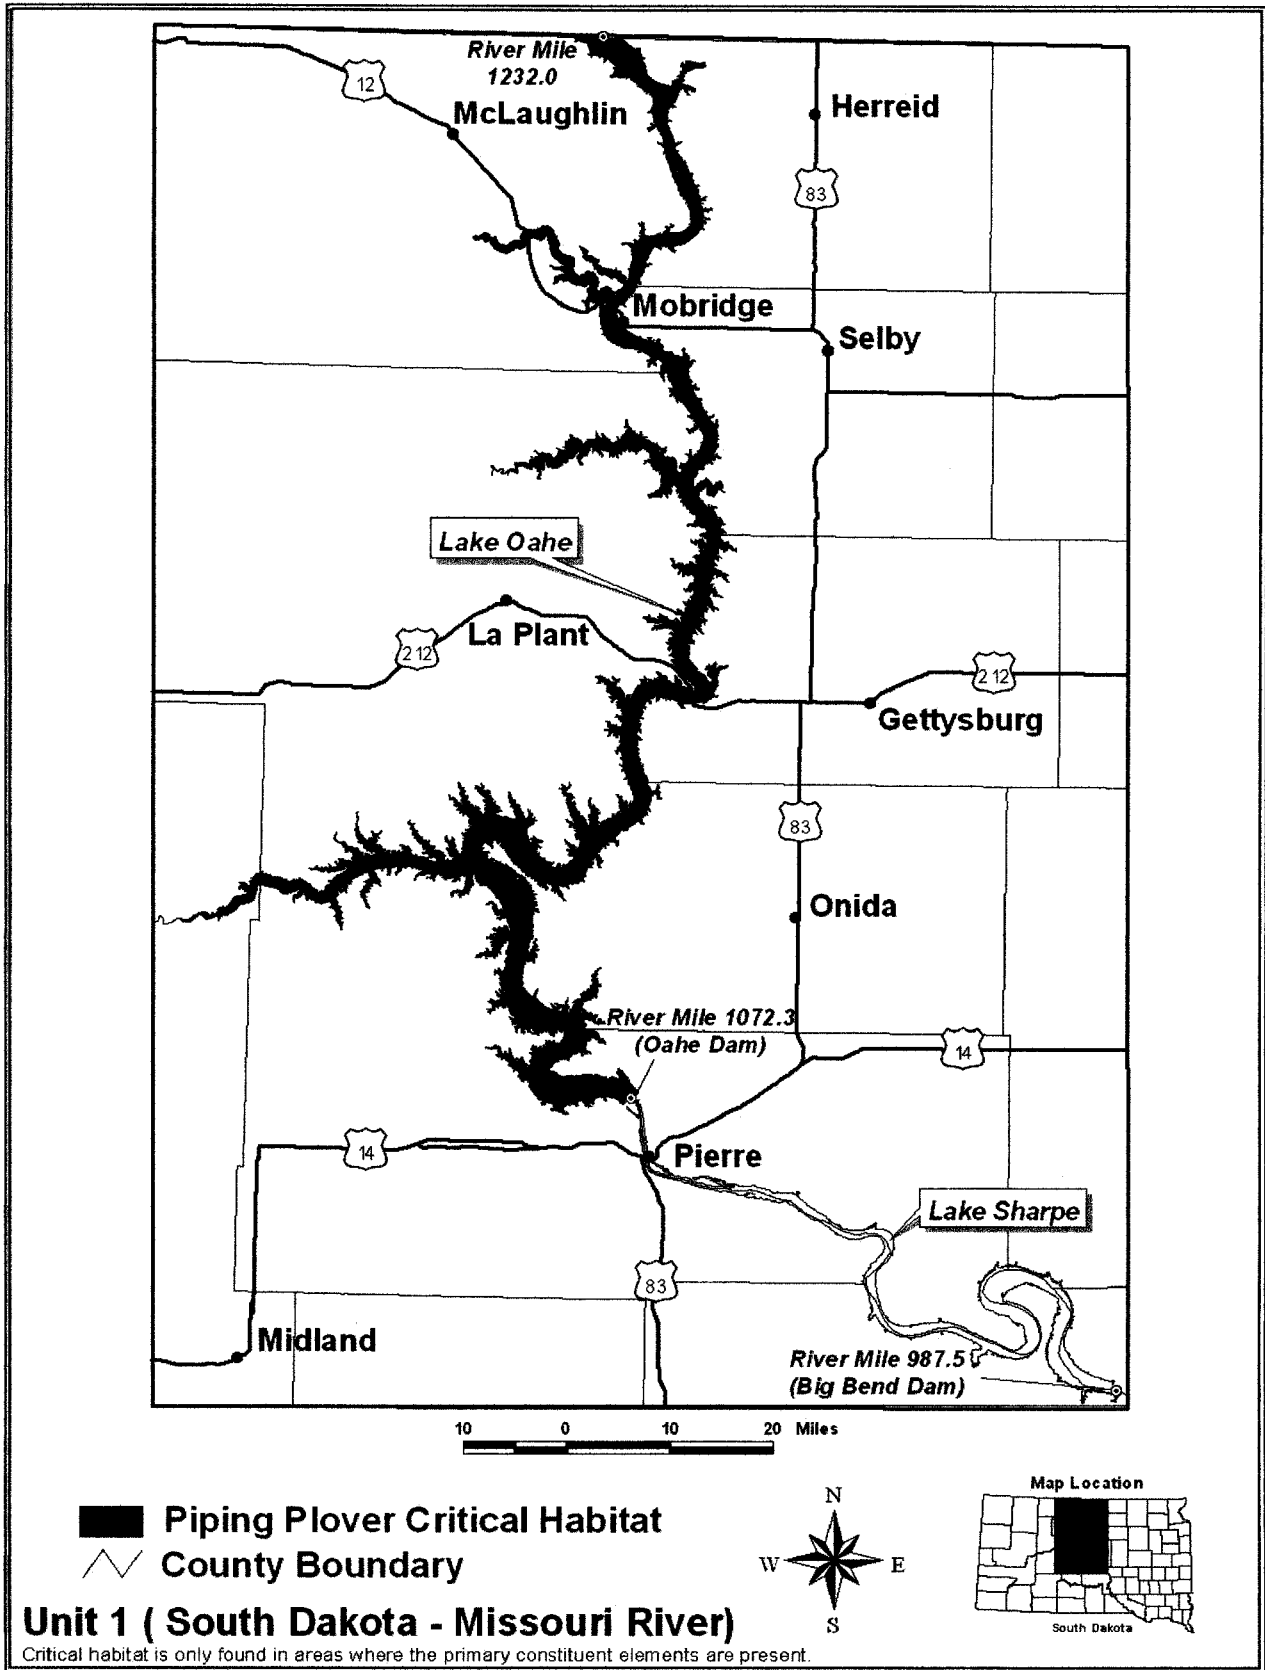 River Mile
1232.0
12
McLaughlin
Herreid
83
Mobridge
Selby
Lake Oahe
La Plant
212
212
Gettysburg
83
Onida
River Mile 1072.3
(Oahe Dam)
14
14
Pierre
Lake Sharpe
83
Midland
River Mile 987.5
(Big Bend Dam)
10 0 10 20 Miles
Map Location
Piping Plover Critical Habitat
County Boundary
N
W E
S
South Dakota
Unit 1 ( South Dakota - Missouri River)
Critical habitat is only found in areas where the primary constituent elements are present.